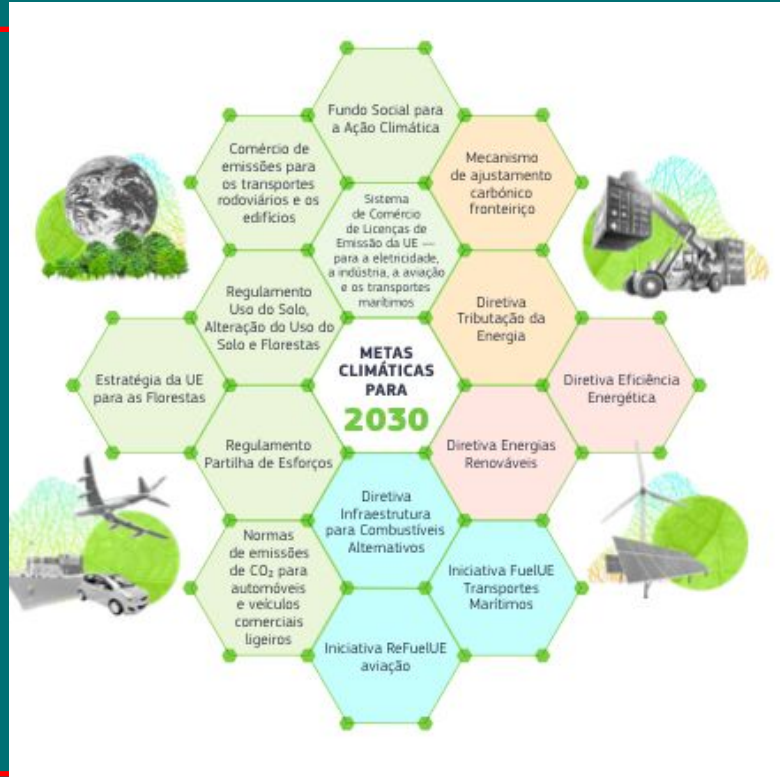 Fundo Social para
a Ação Climática
Comércio de
emissões para
os transportes
rodoviários e os
edifícios
Mecanismo
de ajustamento
carbónico
fronteiriço
Sistema
de Comércio
de Licenças de
Emissão da UE —
para a eletricidade,
a indústria, a aviação
e os transportes
marítimos
Regulamento
Uso do Solo,
Alteração do Uso do
Solo e Florestas
Diretiva
Tributação da
Energia
Estratégia da UE
para as Florestas
METAS
CLIMÁTICAS
PARA
2030
Diretiva Eficiência
Energética
Regulamento
Partilha de Esforços
Diretiva Energias
Renováveis
Diretiva
Infraestrutura
para Combustíveis
Alternativos
Normas
de emissões
de CO₂ para
automóveis
e veículos
comerciais
ligeiros
Iniciativa FuelUE
Transportes
Marítimos
Iniciativa ReFuelUE
aviação